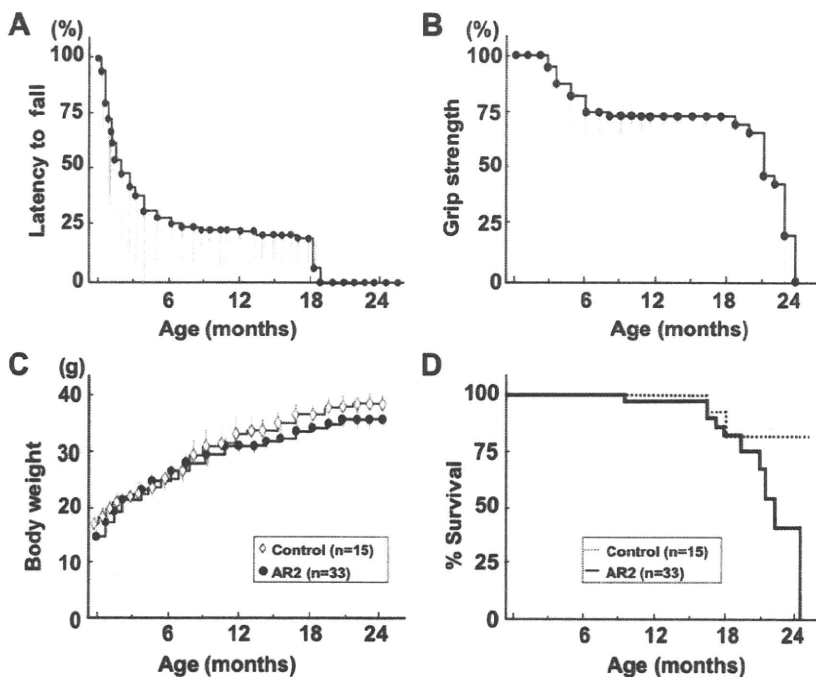 A (%)
100
75
50
25
0
Latency to fall
6 12 18 24
Age (months)
B (%)
100
75
50
25
0
Grip strength
6 12 18 24
Age (months)
C (g)
40
30
20
10
0
Body weight
Control (n=15)
AR2 (n=33)
6 12 18 24
Age (months)
D
100
75
50
25
0
% Survival
Control (n=15)
AR2 (n=33)
6 12 18 24
Age (months)